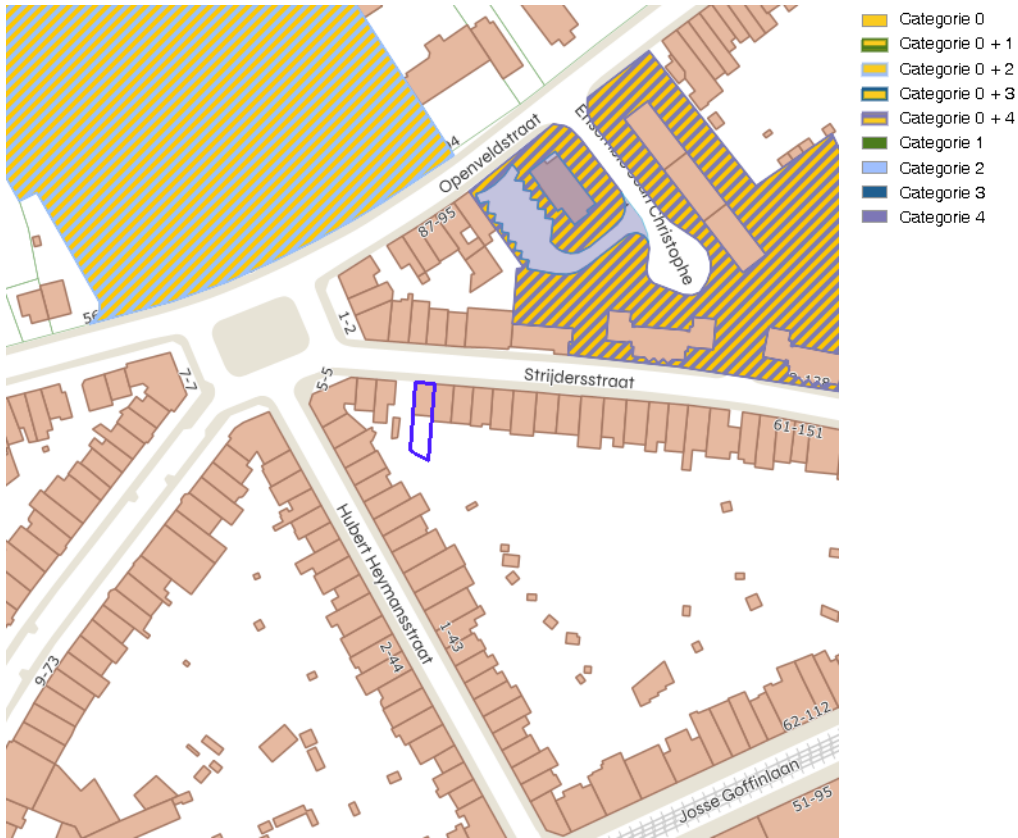 Categorie 0
Categorie 0 + 1
Categorie 0 + 2
Categorie 0 + 3
Categorie 0 + 4
Categorie 1
Categorie 2
Categorie 3
Categorie 4
Openveldstraat
87-95
Christophe
1-2
7-7
5-5
Strijdersstraat
61-151
Hubert Heymansstraat
1-43
2-44
9-73
62-112
Josse Goffinlaan
51-95